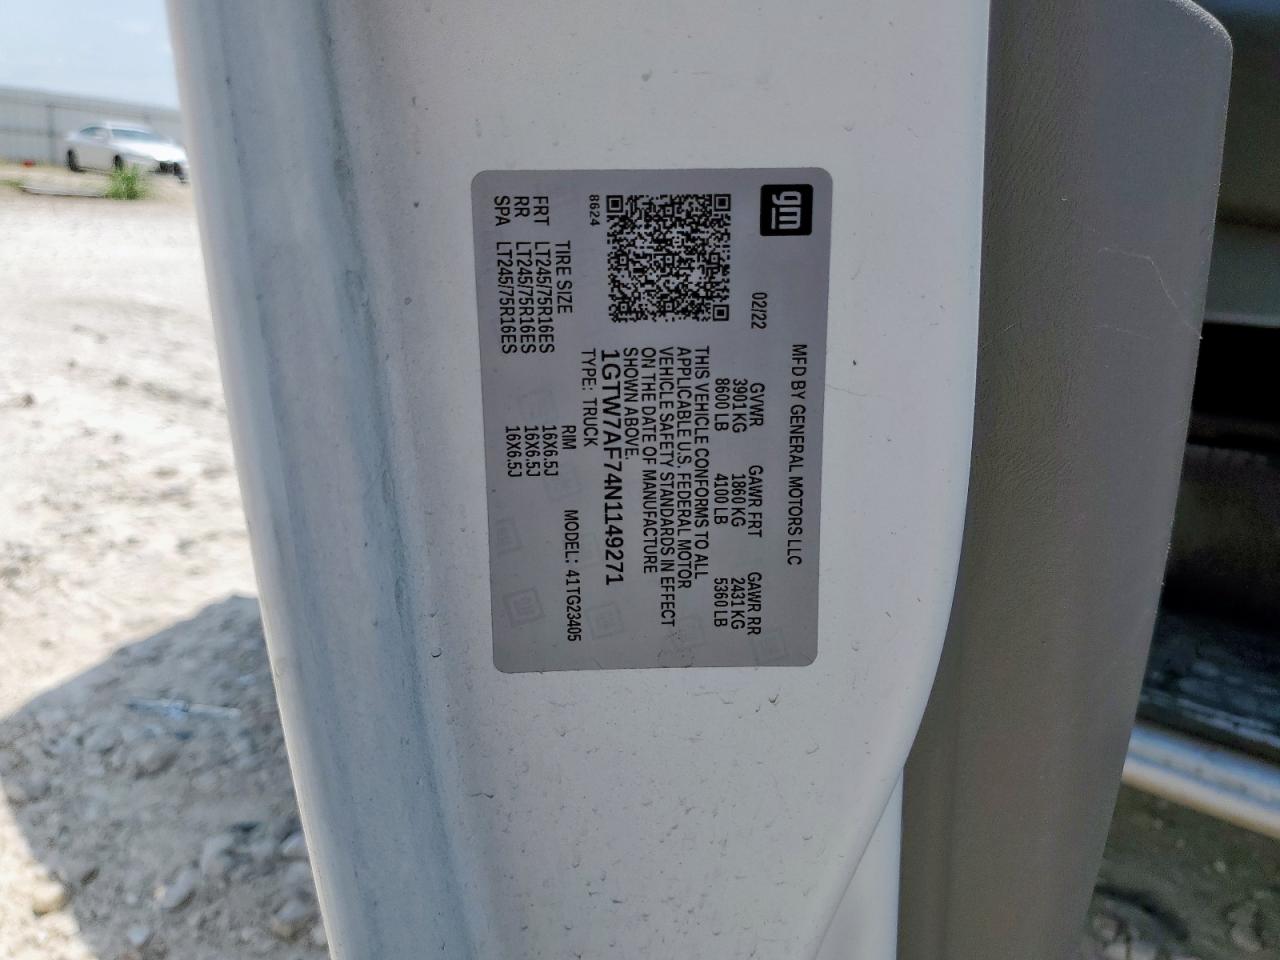 gm
MFD BY GENERAL MOTORS LLC
02/22
GVWR GAWR FRT GAWR RR
3901 KG 1860 KG 2431 KG
8600 LB 4100 LB 5360 LB
THIS VEHICLE CONFORMS TO ALL
APPLICABLE U.S. FEDERAL MOTOR
VEHICLE SAFETY STANDARDS IN EFFECT
ON THE DATE OF MANUFACTURE
SHOWN ABOVE.
8624
1GTW7AF74N1149271
TYPE: TRUCK MODEL: 41TG23405
TIRE SIZE RIM
FRT LT245/75R16ES 16X6.5J
RR LT245/75R16ES 16X6.5J
SPA LT245/75R16ES 16X6.5J